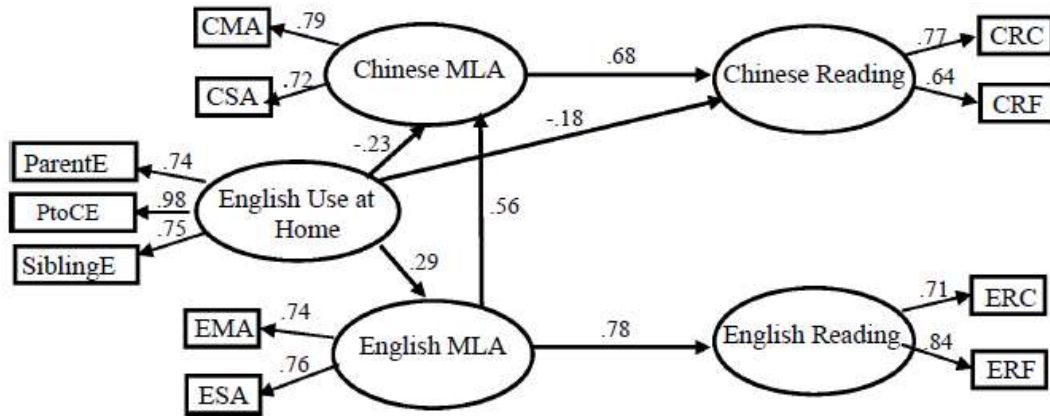 CMA
.79
Chinese MLA
CSA
.72
.68
Chinese Reading
.77
CRC
.64
CRF
-.18
-.23
ParentE
.74
PtoCE
.98
SiblingE
.75
English Use at
Home
.56
.29
EMA
.74
English MLA
ESA
.76
.78
English Reading
.71
ERC
.84
ERF